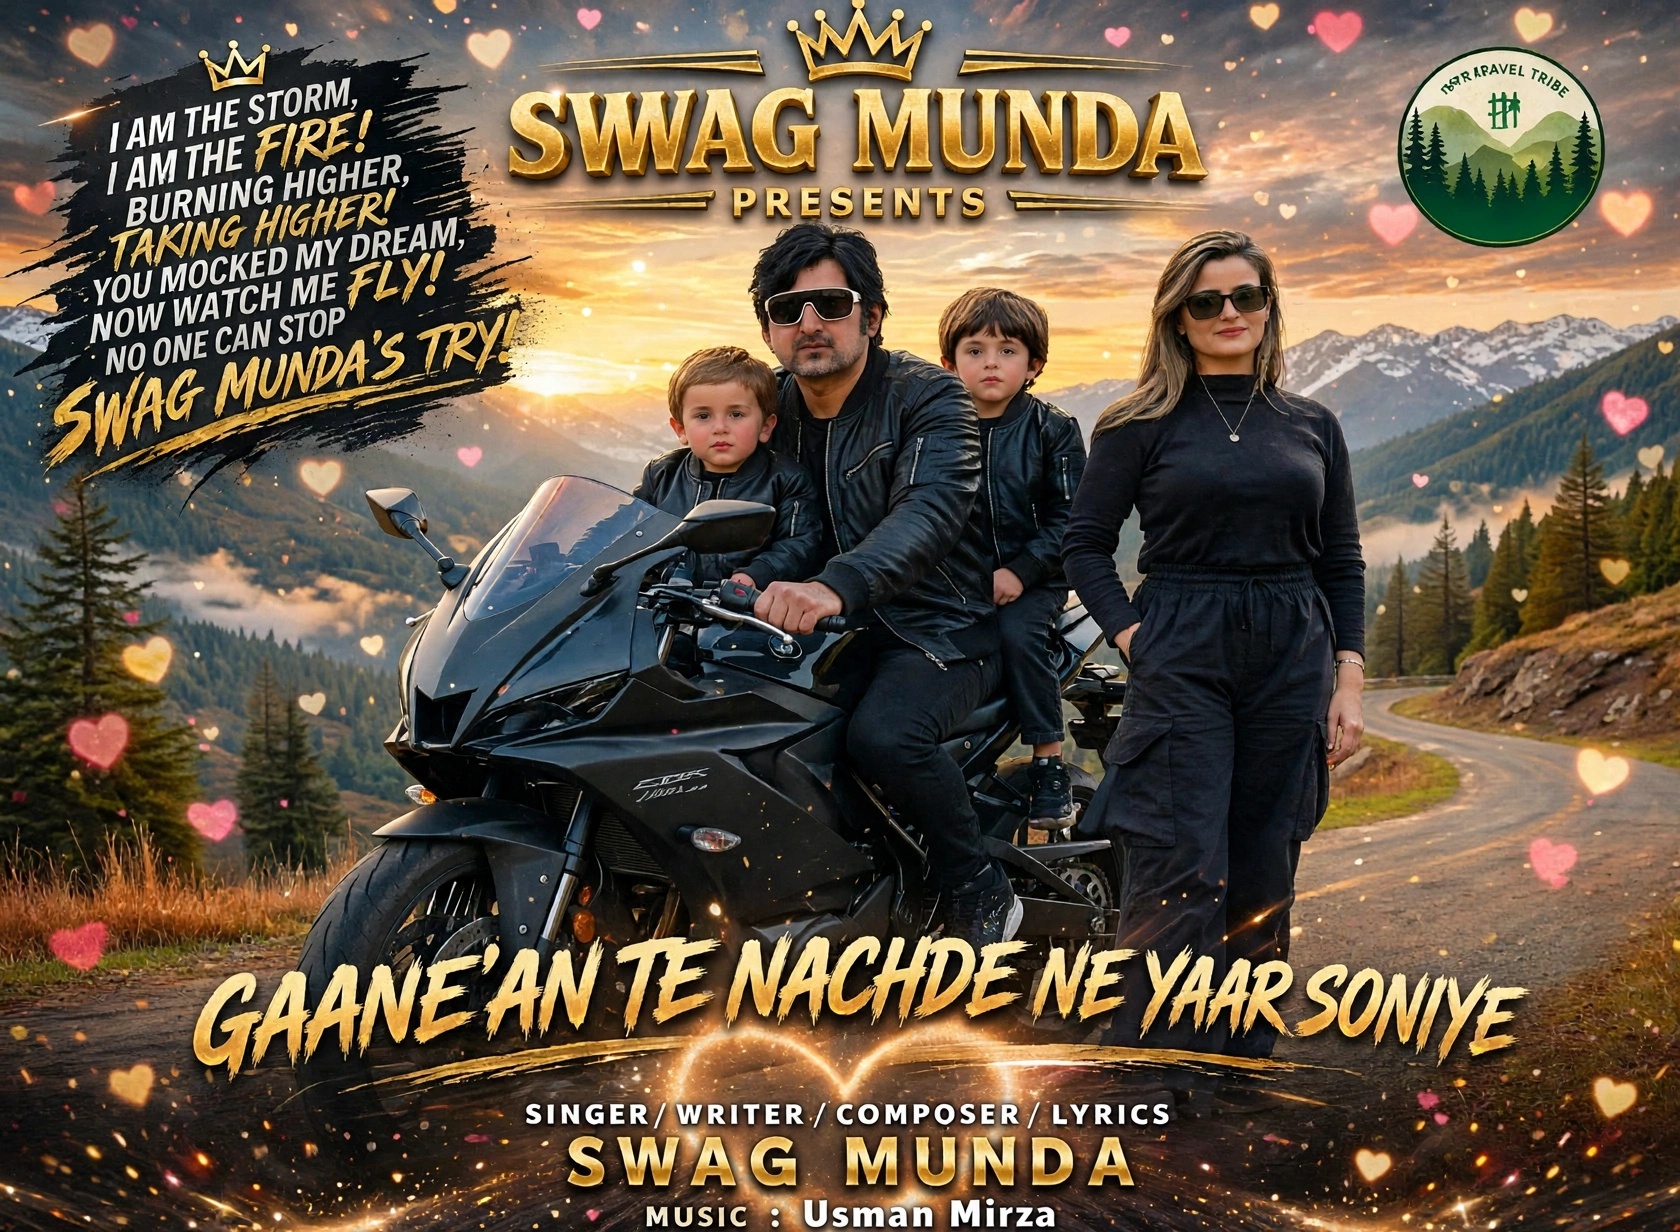 I AM THE STORM,
I AM THE FIRE!
BURNING HIGHER,
TAKING HIGHER!
YOU MOCKED MY DREAM,
NOW WATCH ME FLY!
NO ONE CAN STOP
SWAG MUNDA'S TRY!
SWAG MUNDA
PRESENTS
TRIBE
GAANE'AN TE NACHDE NE YAAR SONIYE
SINGER / WRITER / COMPOSER / LYRICS
SWAG MUNDA
MUSIC : Usman Mirza